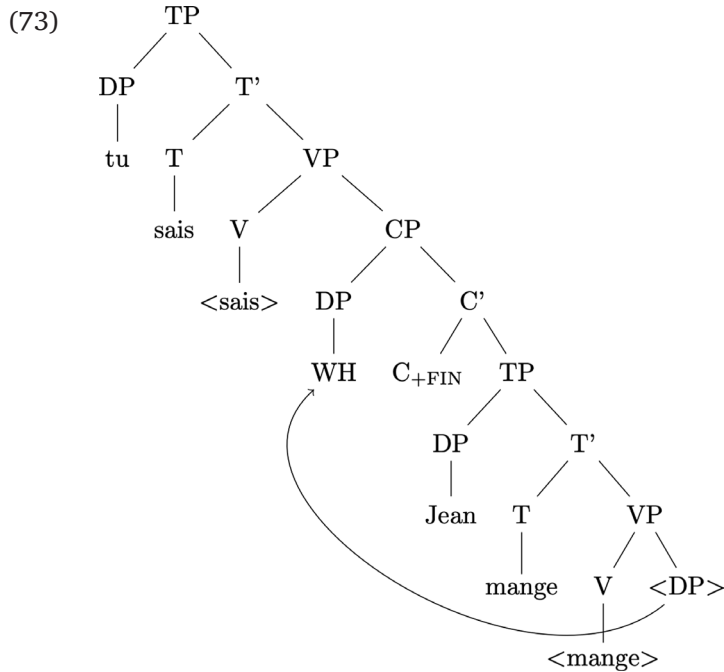 (73) TP
DP T’
tu T VP
sais V CP
<sais> DP C’
WH C+FIN TP
DP T’
Jean T VP
mange V <DP>
<mange>